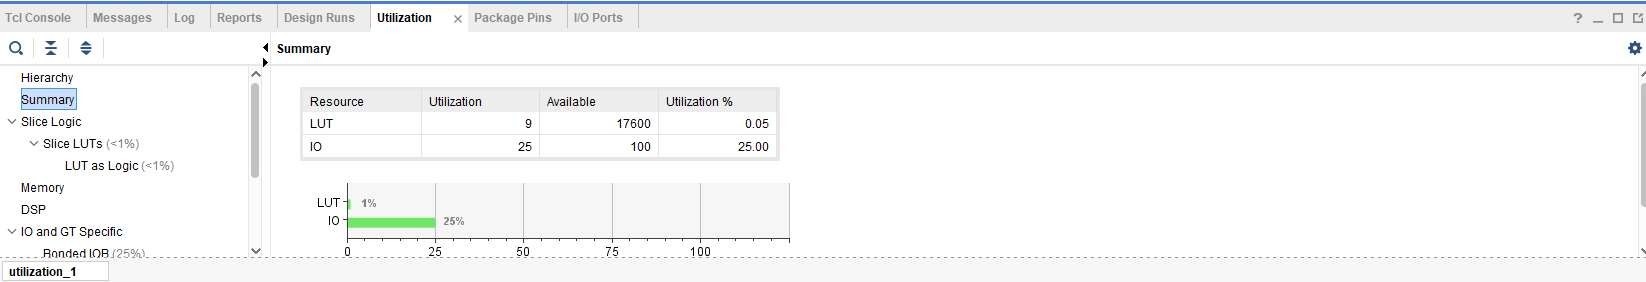 Tcl Console Messages Log Reports Design Runs Utilization × Package Pins I/O Ports ?
Summary
Hierarchy
Summary
Slice Logic
Slice LUTs (<1%)
LUT as Logic (<1%)
Memory
DSP
IO and GT Specific
Bonded IOB (25%)
Resource Utilization Available Utilization %
LUT 9 17600 0.05
IO 25 100 25.00
LUT 1%
IO 25%
0 25 50 75 100
utilization_1